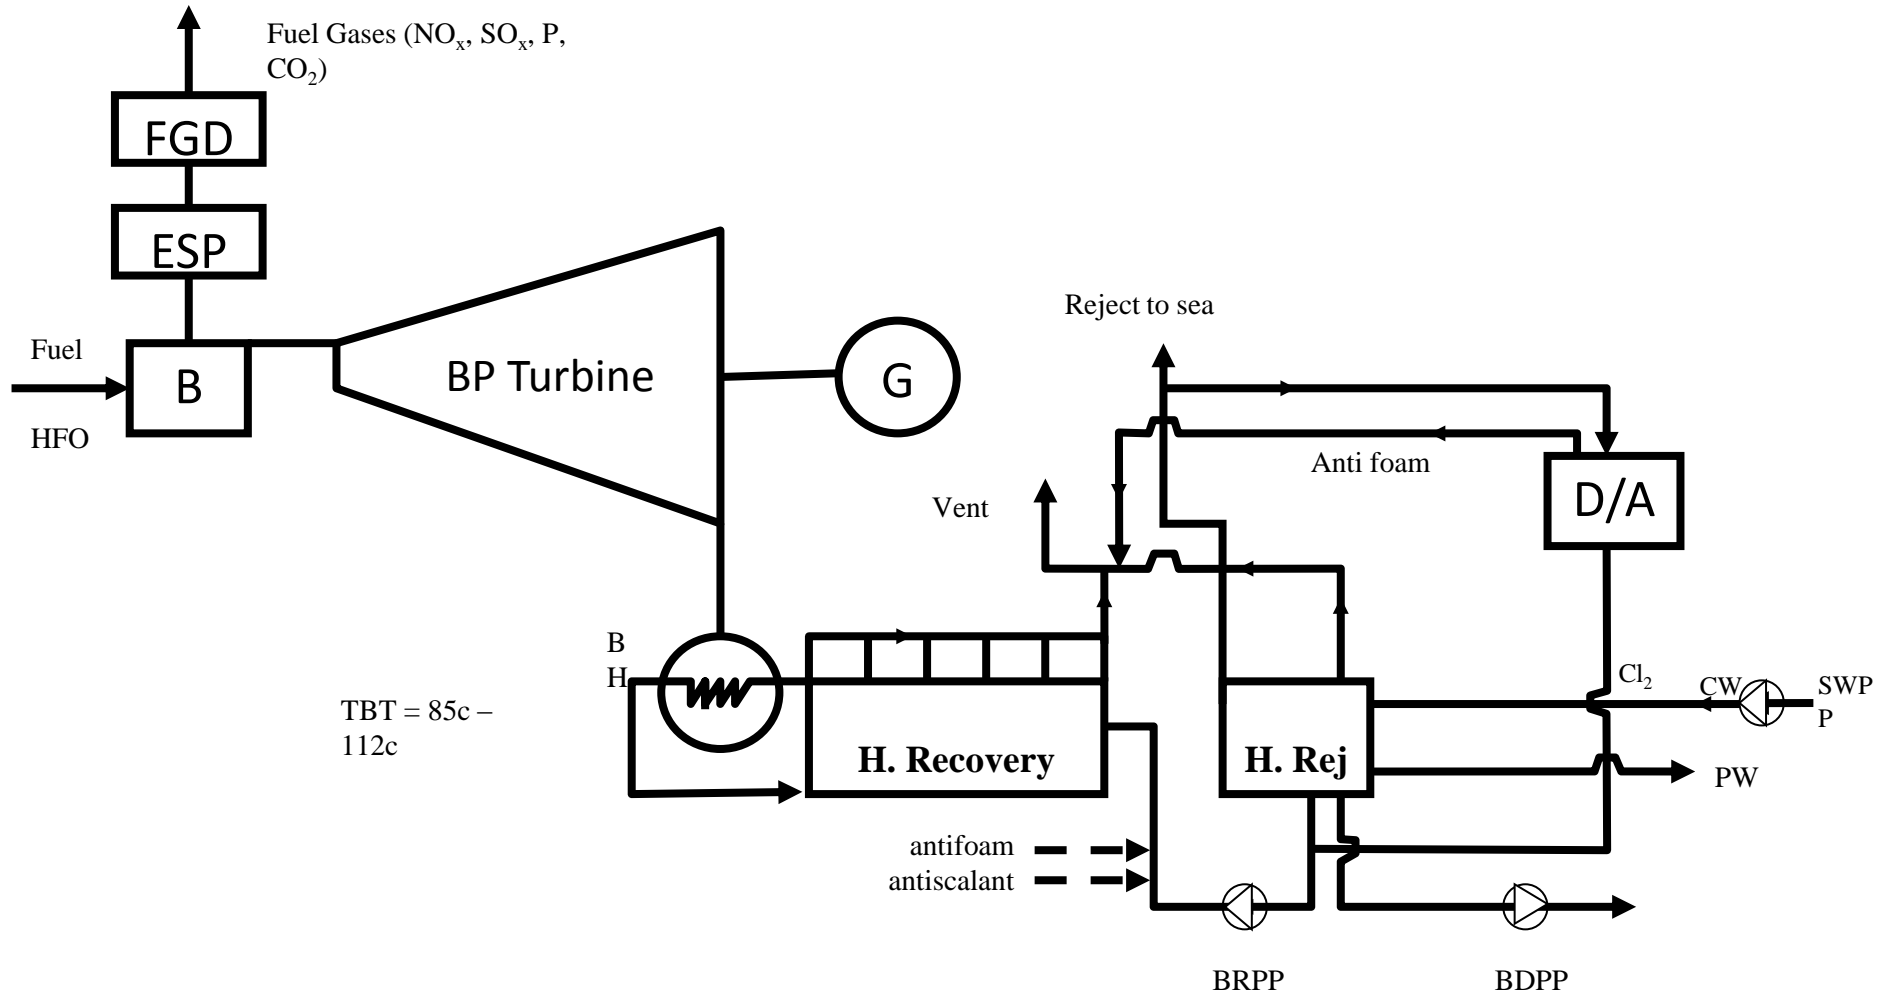 Fuel Gases (NOx, SOx, P,
CO2)
FGD
ESP
Fuel
B
HFO
BP Turbine
G
Reject to sea
Anti foam
D/A
Vent
B
H
TBT = 85c –
112c
H. Recovery
H. Rej
Cl2
CW
SWP
P
PW
antifoam
antiscalant
BRPP
BDPP